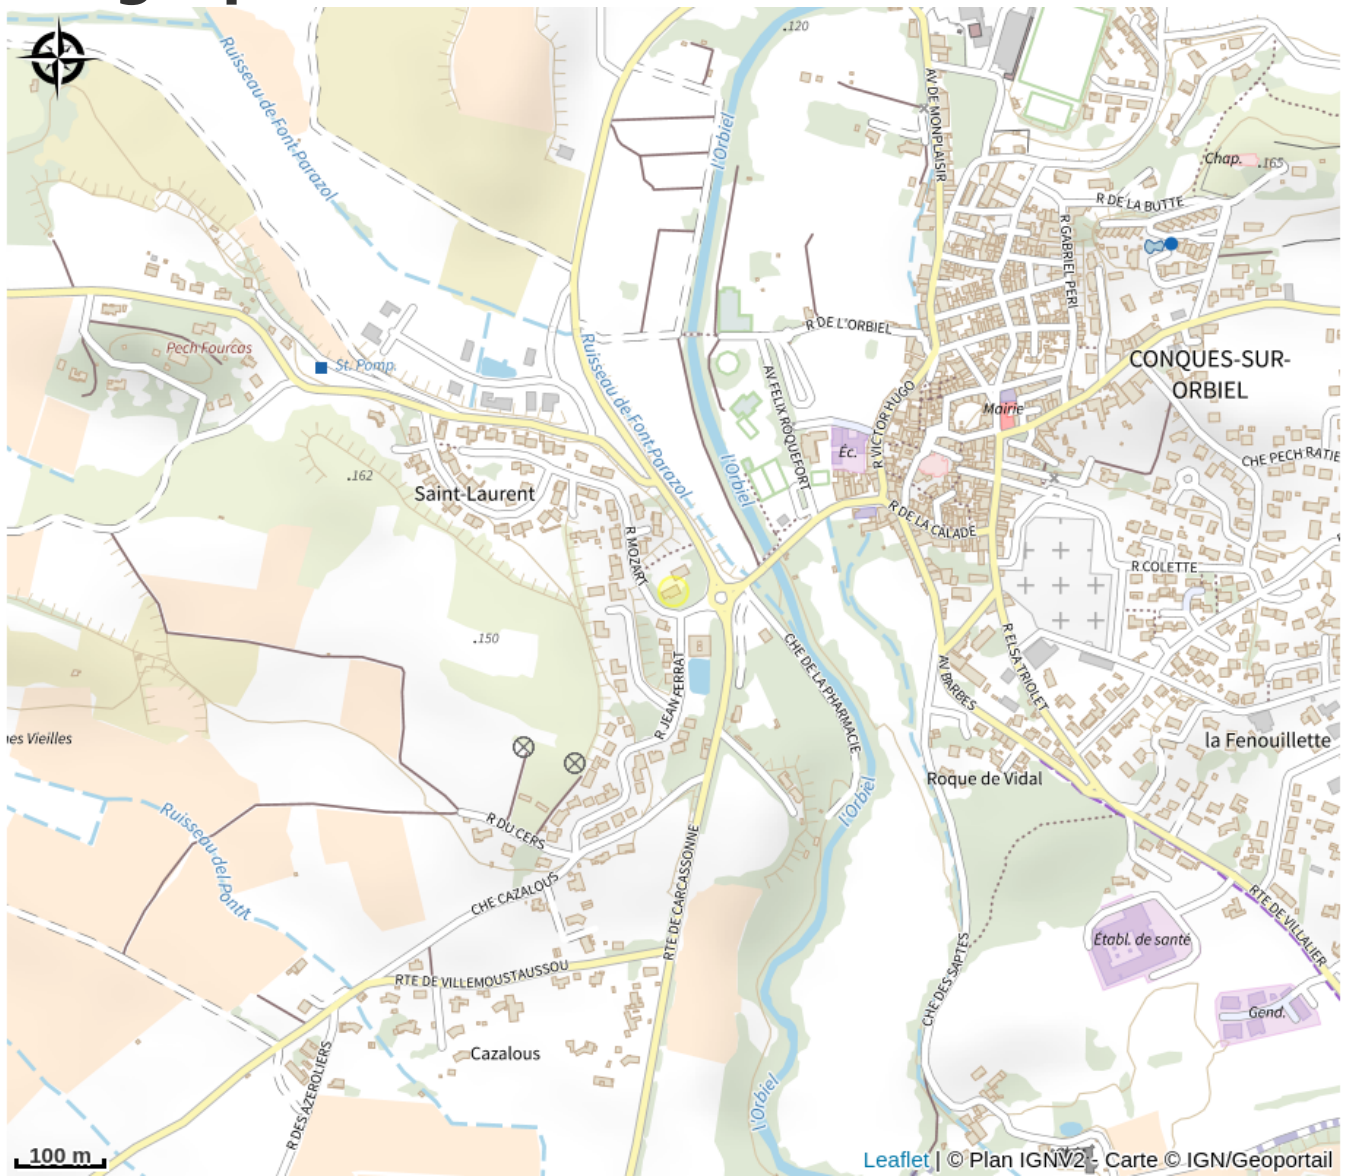 .120
Ruisseau de Font-Parazol
AV DE MONPLAISIR
l'Orbiel
Chap.
.165
R DE LA BUTTE
R GABRIEL PERI
R DE L'ORBIEL
Pech Fourcas
St. Pomp.
Ruisseau de Font-Parazol
CONQUES-SUR-
ORBIEL
AV FELIX ROQUEFORT
R VICTOR HUGO
Mairie
Éc.
CHE PECH RATIE
.162
Saint-Laurent
l'Orbiel
R DE LA CALADE
R MOZART
R COLETTE
.150
R ELSA TRIOLET
CHE DE LA PHARMACIE
R JEAN FERRAT
AV BARBES
nes Vieilles
la Fenouillette
Roque de Vidal
l'Orbiel
Ruisseau del Pontil
R DU CERS
RTE DE CARCASSONNE
CHE CAZALOUS
RTE DE VILLALIER
Établ. de santé
RTE DE VILLEMOUSTAUSSOU
CHE DES SAPTES
Gend.
Cazalous
R DES AZEROLIERS
l'Orbiel
100 m
Leaflet | © Plan IGNV2 - Carte © IGN/Geoportail